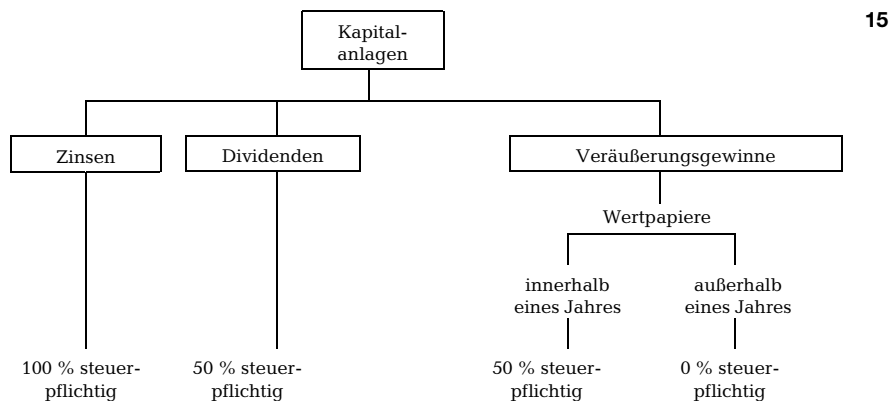 15
Kapital-
anlagen
Zinsen
Dividenden
Veräußerungsgewinne
Wertpapiere
innerhalb
eines Jahres
außerhalb
eines Jahres
100 % steuer-
pflichtig
50 % steuer-
pflichtig
50 % steuer-
pflichtig
0 % steuer-
pflichtig